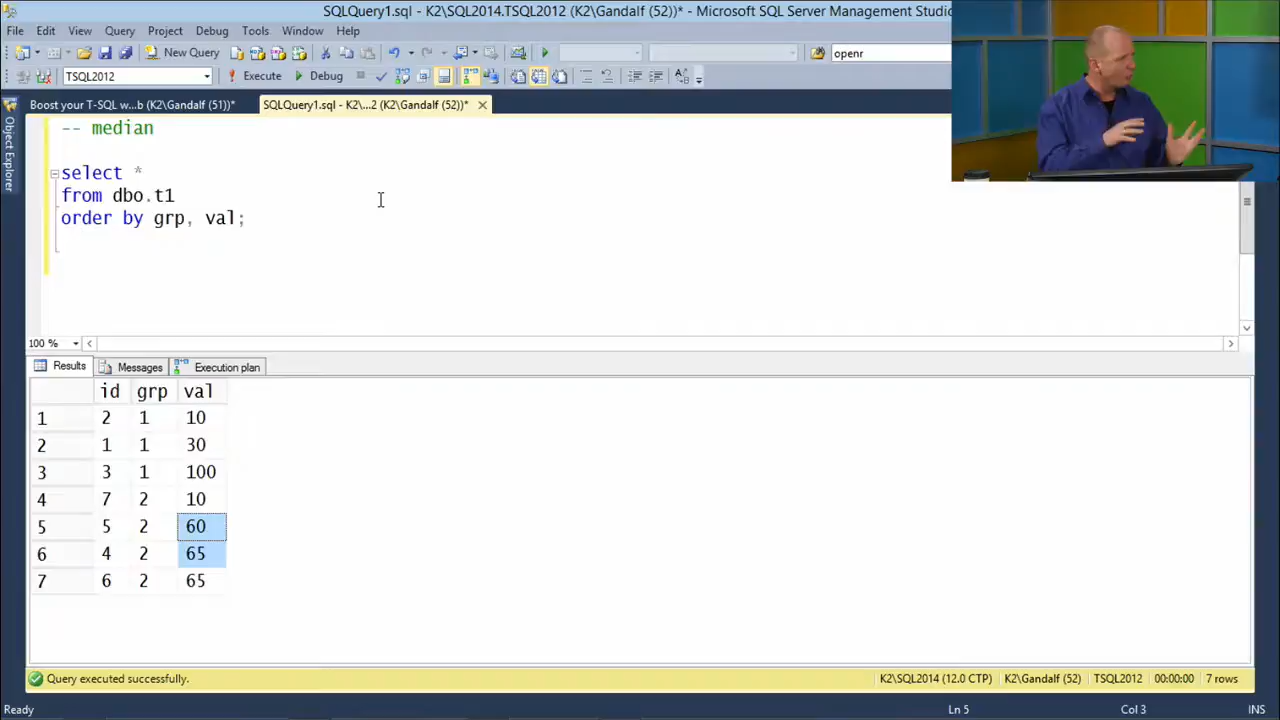 SQLQuery1.sql - K2\SQL2014.TSQL2012 (K2\Gandalf (52))* - Microsoft SQL Server Management Studio
File Edit View Query Project Debug Tools Window Help
New Query
openr
TSQL2012
Execute
Debug
Boost your T-SQL w...b (K2\Gandalf (51))*
SQLQuery1.sql - K2\...2 (K2\Gandalf (52))*
Object Explorer
-- median
select *
from dbo.t1
order by grp, val;
100 %
Results Messages Execution plan
id grp val
1 2 1 10
2 1 1 30
3 3 1 100
4 7 2 10
5 5 2 60
6 4 2 65
7 6 2 65
Query executed successfully.
K2\SQL2014 (12.0 CTP) K2\Gandalf (52) TSQL2012 00:00:00 7 rows
Ready
Ln 5 Col 3 INS